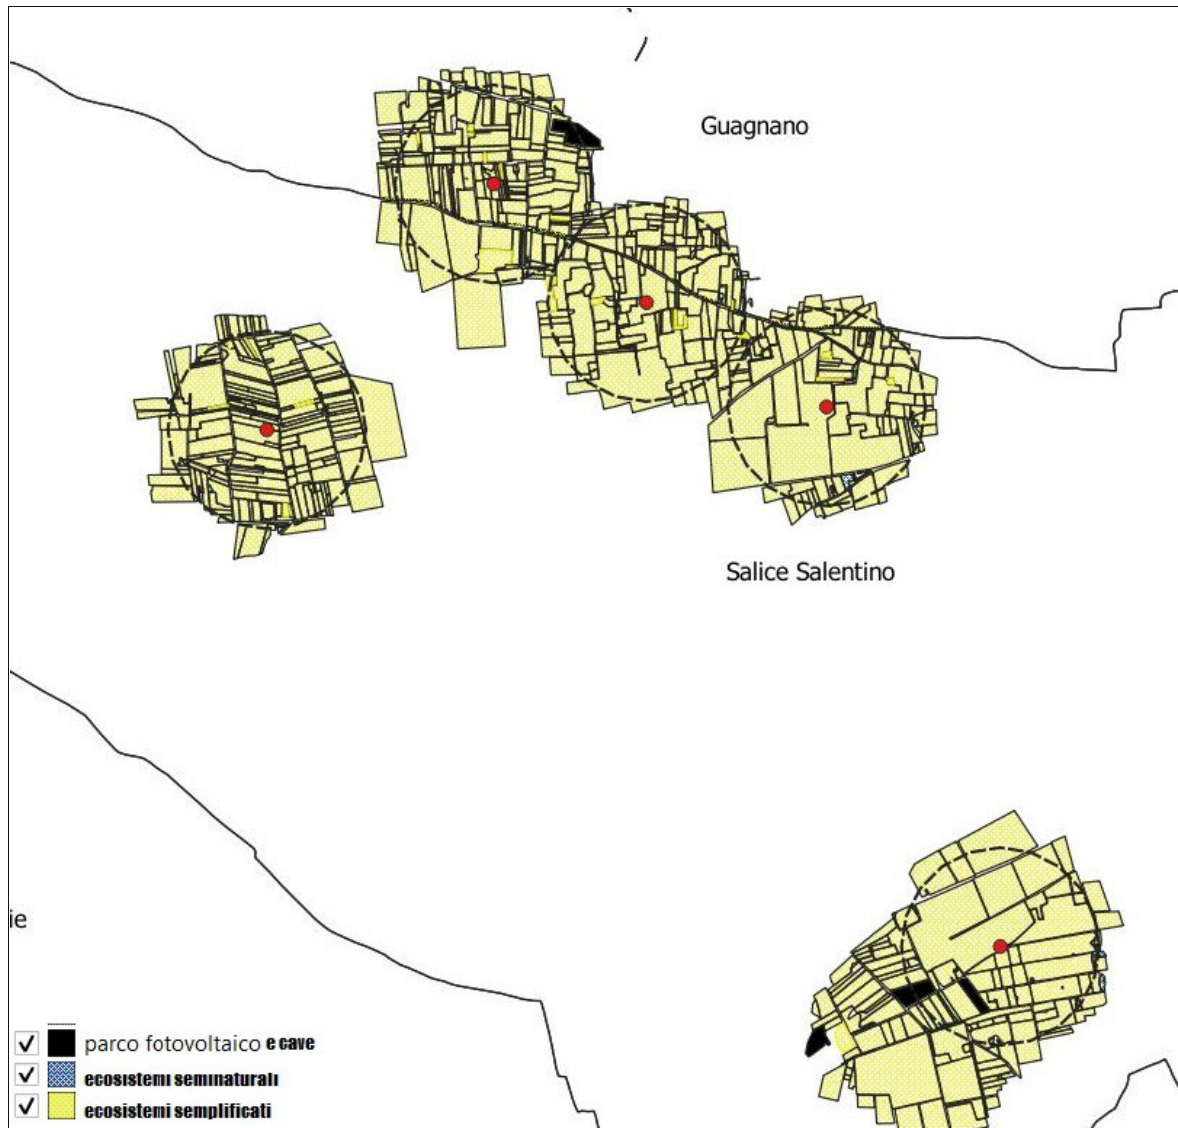 Guagnano
Salice Salentino
ie
parco fotovoltaico e cave
ecosistemi seminaturali
ecosistemi semplificati